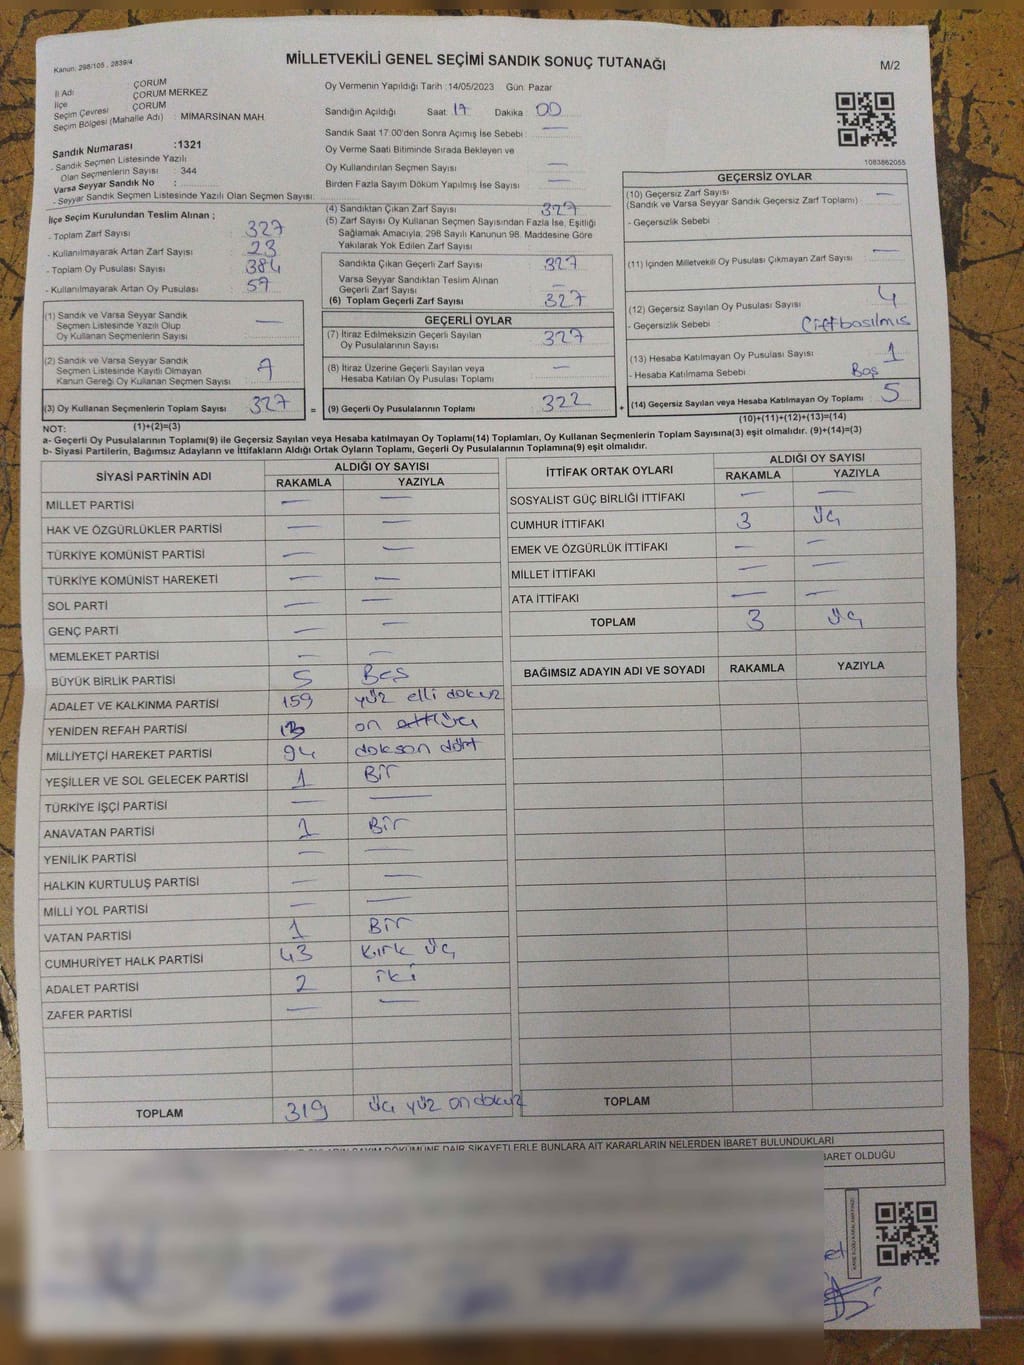 Kanun: 298/105 , 2839/4
MİLLETVEKİLİ GENEL SEÇİMİ SANDIK SONUÇ TUTANAĞI
M/2
İl Adı : ÇORUM
İlçe : ÇORUM MERKEZ
Seçim Çevresi : ÇORUM
Seçim Bölgesi (Mahalle Adı) : MİMARSİNAN MAH.
Sandık Numarası :1321
- Sandık Seçmen Listesinde Yazılı
Olan Seçmenlerin Sayısı : 344
Varsa Seyyar Sandık No :
- Seyyar Sandık Seçmen Listesinde Yazılı Olan Seçmen Sayısı:
Oy Vermenin Yapıldığı Tarih :14/05/2023 Gün: Pazar
Sandığın Açıldığı Saat: 17 Dakika 00
Sandık Saat 17:00'den Sonra Açımış İse Sebebi : —
Oy Verme Saati Bitiminde Sırada Bekleyen ve
Oy Kullandırılan Seçmen Sayısı —
Birden Fazla Sayım Döküm Yapılmış İse Sayısı —
1083862055
İlçe Seçim Kurulundan Teslim Alınan ;
- Toplam Zarf Sayısı 327
- Kullanılmayarak Artan Zarf Sayısı 23
- Toplam Oy Pusulası Sayısı 384
- Kullanılmayarak Artan Oy Pusulası 57
(1) Sandık ve Varsa Seyyar Sandık
Seçmen Listesinde Yazılı Olup
Oy Kullanan Seçmenlerin Sayısı —
(2) Sandık ve Varsa Seyyar Sandık
Seçmen Listesinde Kayıtlı Olmayan
Kanun Gereği Oy Kullanan Seçmen Sayısı
(3) Oy Kullanan Seçmenlerin Toplam Sayısı 327 =
(1)+(2)=(3)
(4) Sandıktan Çıkan Zarf Sayısı 327
(5) Zarf Sayısı Oy Kullanan Seçmen Sayısından Fazla İse, Eşitliği
Sağlamak Amacıyla, 298 Sayılı Kanunun 98. Maddesine Göre
Yakılarak Yok Edilen Zarf Sayısı
Sandıkta Çıkan Geçerli Zarf Sayısı 327
Varsa Seyyar Sandıktan Teslim Alınan
Geçerli Zarf Sayısı —
(6) Toplam Geçerli Zarf Sayısı 327
GEÇERLİ OYLAR
(7) İtiraz Edilmeksizin Geçerli Sayılan
Oy Pusulalarının Sayısı 327
(8) İtiraz Üzerine Geçerli Sayılan veya
Hesaba Katılan Oy Pusulası Toplamı —
(9) Geçerli Oy Pusulalarının Toplamı 322 +
GEÇERSİZ OYLAR
(10) Geçersiz Zarf Sayısı —
(Sandık ve Varsa Seyyar Sandık Geçersiz Zarf Toplamı)
- Geçersizlik Sebebi :
(11) İçinden Milletvekili Oy Pusulası Çıkmayan Zarf Sayısı —
(12) Geçersiz Sayılan Oy Pusulası Sayısı 4
- Geçersizlik Sebebi : Çift basılmıs
(13) Hesaba Katılmayan Oy Pusulası Sayısı 1
- Hesaba Katılmama Sebebi Boş
(14) Geçersiz Sayılan veya Hesaba Katılmayan Oy Toplamı 5
(10)+(11)+(12)+(13)=(14)
NOT:
a- Geçerli Oy Pusulalarının Toplamı(9) ile Geçersiz Sayılan veya Hesaba katılmayan Oy Toplamı(14) Toplamları, Oy Kullanan Seçmenlerin Toplam Sayısına(3) eşit olmalıdır. (9)+(14)=(3)
b- Siyasi Partilerin, Bağımsız Adayların ve İttifakların Aldığı Ortak Oyların Toplamı, Geçerli Oy Pusulalarının Toplamına(9) eşit olmalıdır.
SİYASİ PARTİNİN ADI
ALDIĞI OY SAYISI
RAKAMLA YAZIYLA
MİLLET PARTİSİ — —
HAK VE ÖZGÜRLÜKLER PARTİSİ — —
TÜRKİYE KOMÜNİST PARTİSİ — —
TÜRKİYE KOMÜNİST HAREKETİ — —
SOL PARTİ — —
GENÇ PARTİ — —
MEMLEKET PARTİSİ — —
BÜYÜK BİRLİK PARTİSİ 5 Beş
ADALET VE KALKINMA PARTİSİ 159 yüz elli dokuz
YENİDEN REFAH PARTİSİ 13 on üç
MİLLİYETÇİ HAREKET PARTİSİ 94 dokson dört
YEŞİLLER VE SOL GELECEK PARTİSİ 1 Bir
TÜRKİYE İŞÇİ PARTİSİ — —
ANAVATAN PARTİSİ 1 Bir
YENİLİK PARTİSİ — —
HALKIN KURTULUŞ PARTİSİ — —
MİLLİ YOL PARTİSİ — —
VATAN PARTİSİ 1 Bir
CUMHURİYET HALK PARTİSİ 43 kırk üç
ADALET PARTİSİ 2 iki
ZAFER PARTİSİ — —
TOPLAM 319 üç yüz on dokuz
İTTİFAK ORTAK OYLARI
ALDIĞI OY SAYISI
RAKAMLA YAZIYLA
SOSYALİST GÜÇ BİRLİĞİ İTTİFAKI — —
CUMHUR İTTİFAKI 3 üç
EMEK VE ÖZGÜRLÜK İTTİFAKI — —
MİLLET İTTİFAKI — —
ATA İTTİFAKI — —
TOPLAM 3 üç
BAĞIMSIZ ADAYIN ADI VE SOYADI RAKAMLA YAZIYLA
TOPLAM
DÖKÜMÜNE DAİR ŞİKAYETLERLE BUNLARA AİT KARARLARIN NELERDEN İBARET BULUNDUKLARI
BARET OLDUĞU